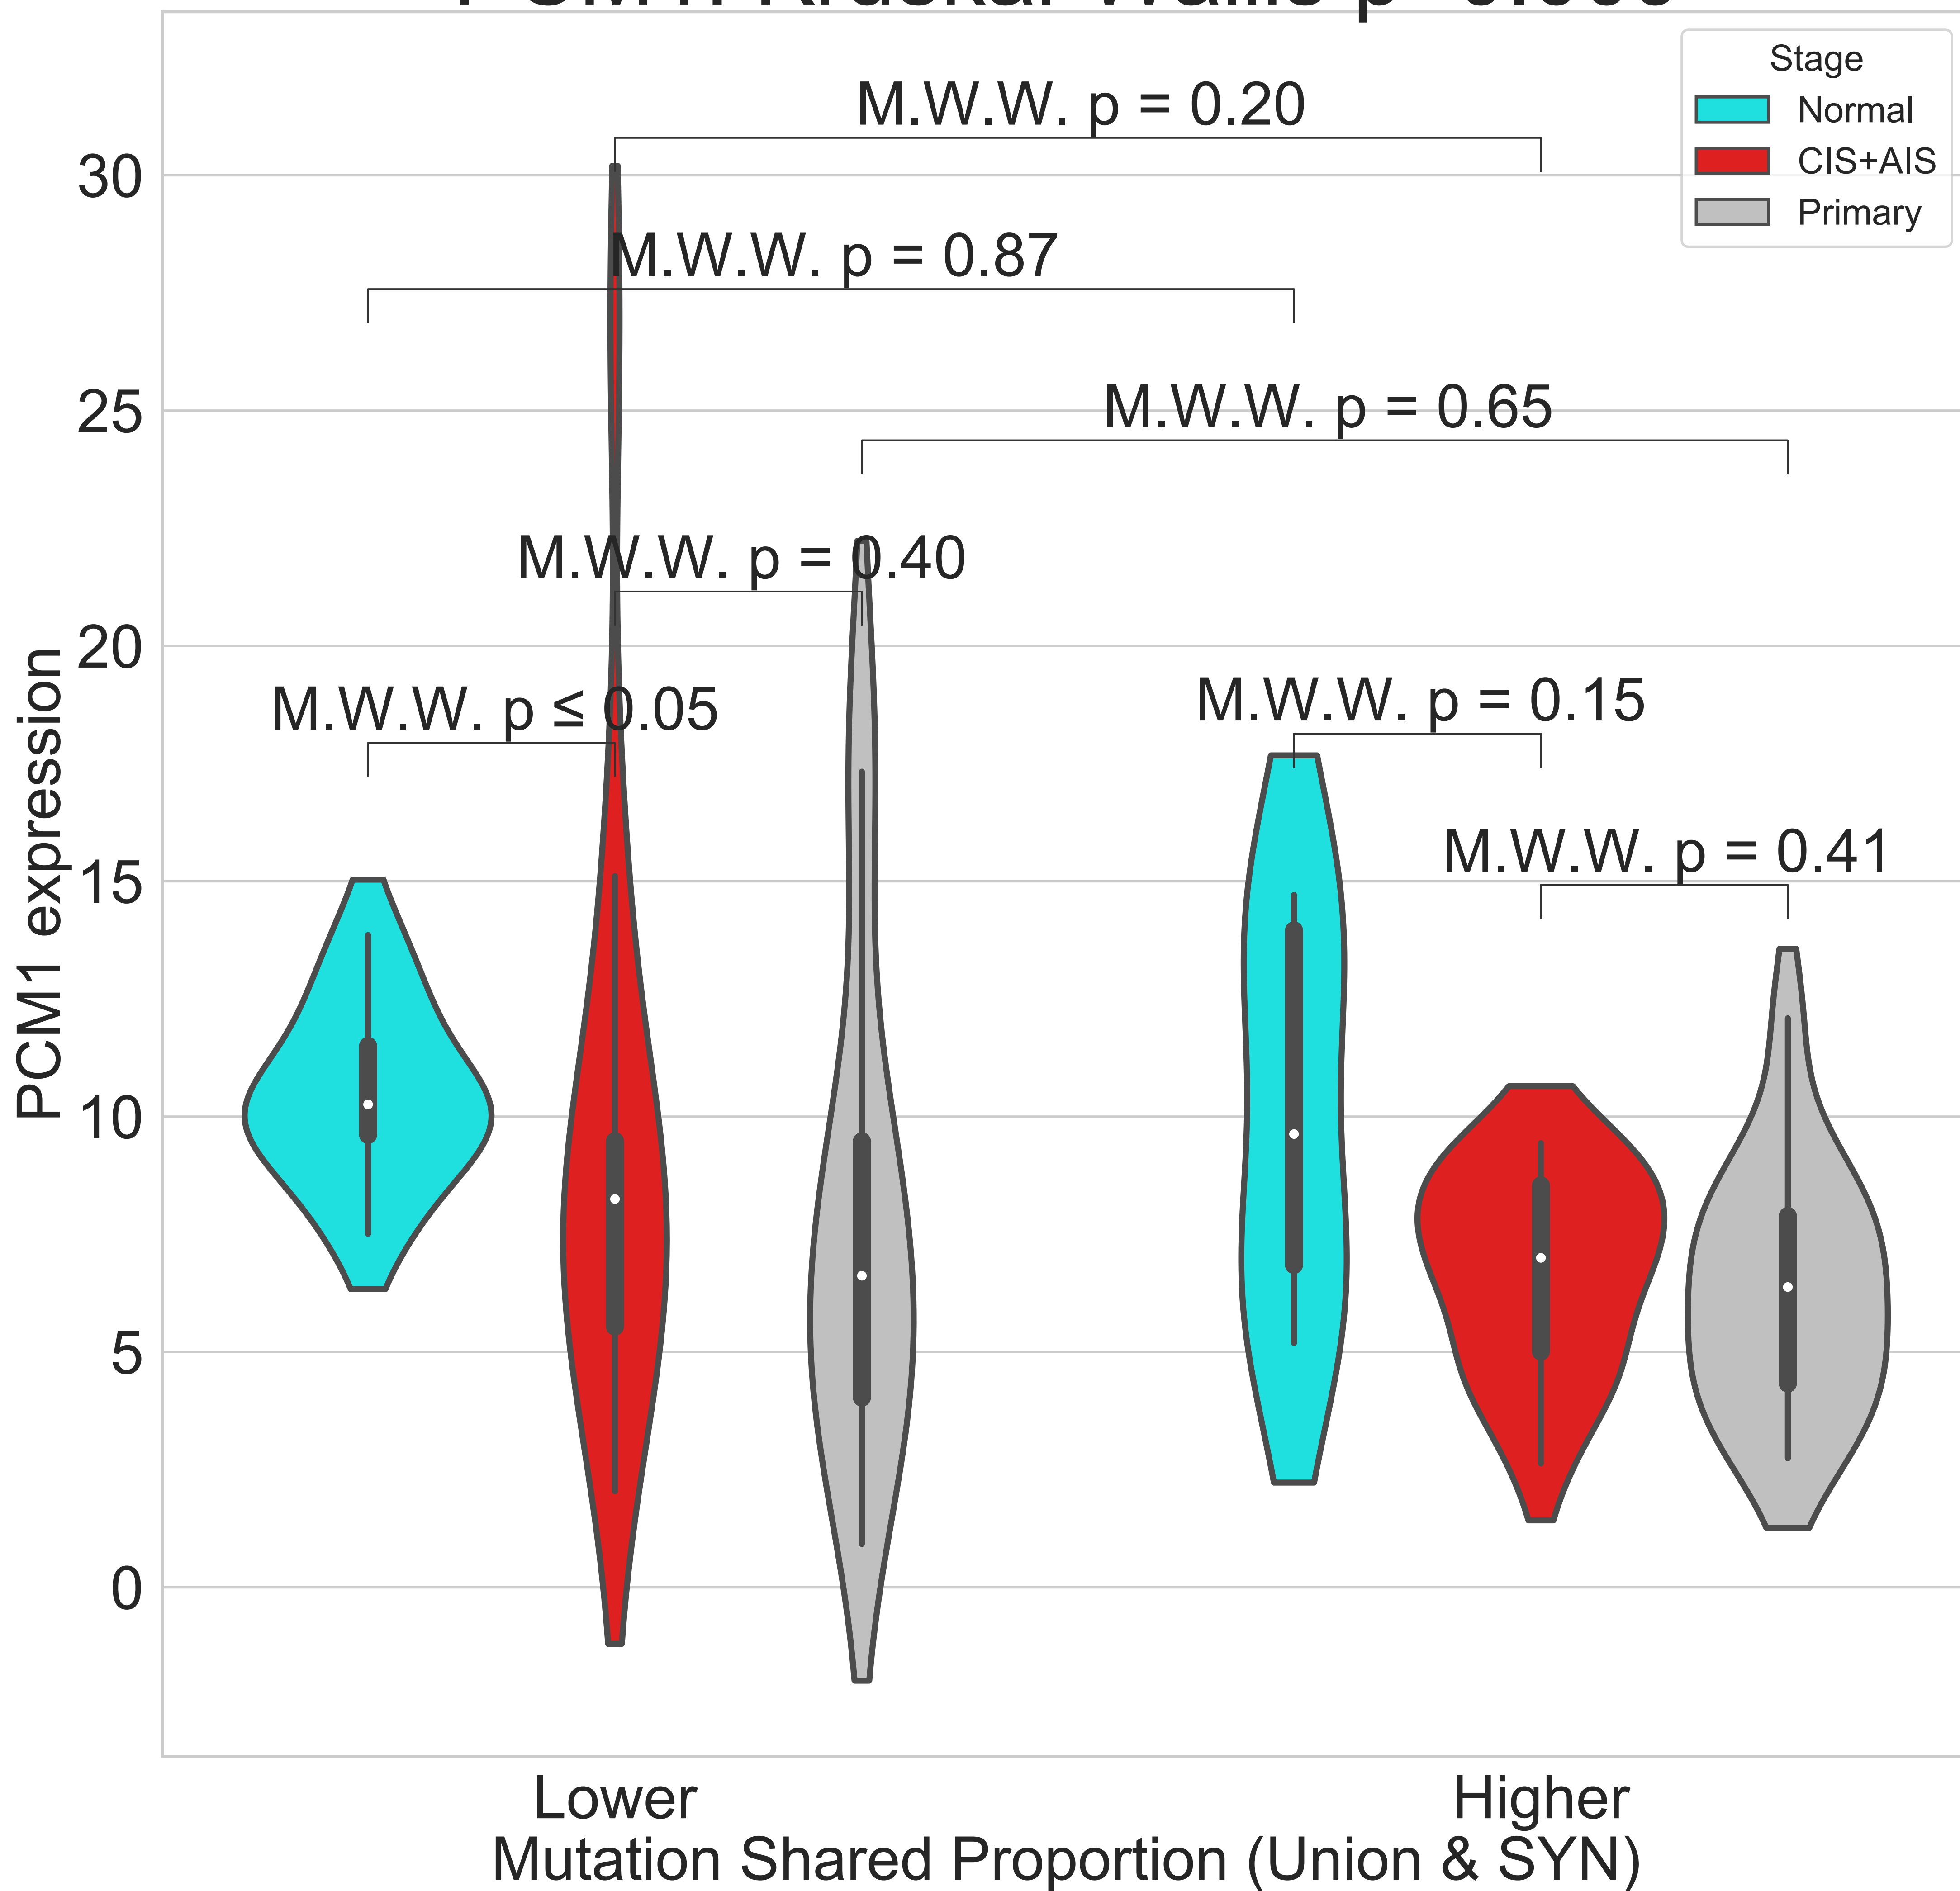 Stage
Normal
CIS+AIS
Primary
M.W.W. p = 0.20
M.W.W. p = 0.87
M.W.W. p = 0.65
M.W.W. p = 0.40
M.W.W. p ≤ 0.05
M.W.W. p = 0.15
M.W.W. p = 0.41
30
25
20
15
10
5
0
PCM1 expression
Lower
Higher
Mutation Shared Proportion (Union & SYN)